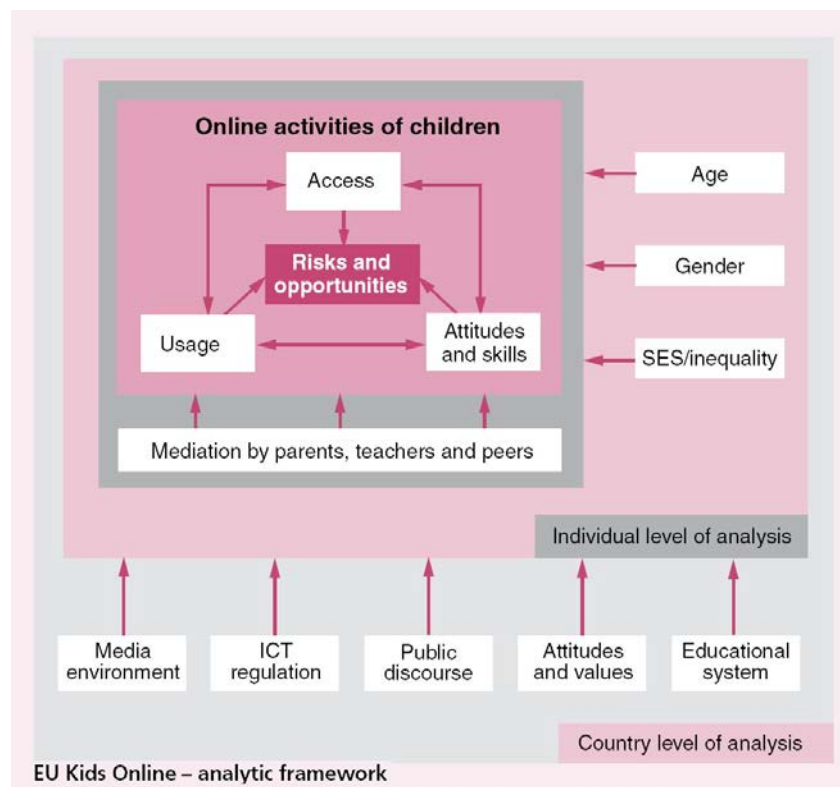 Online activities of children
Access
Age
Risks and
opportunities
Gender
Usage
Attitudes
and skills
SES/inequality
Mediation by parents, teachers and peers
Individual level of analysis
Media
environment
ICT
regulation
Public
discourse
Attitudes
and values
Educational
system
Country level of analysis
EU Kids Online – analytic framework